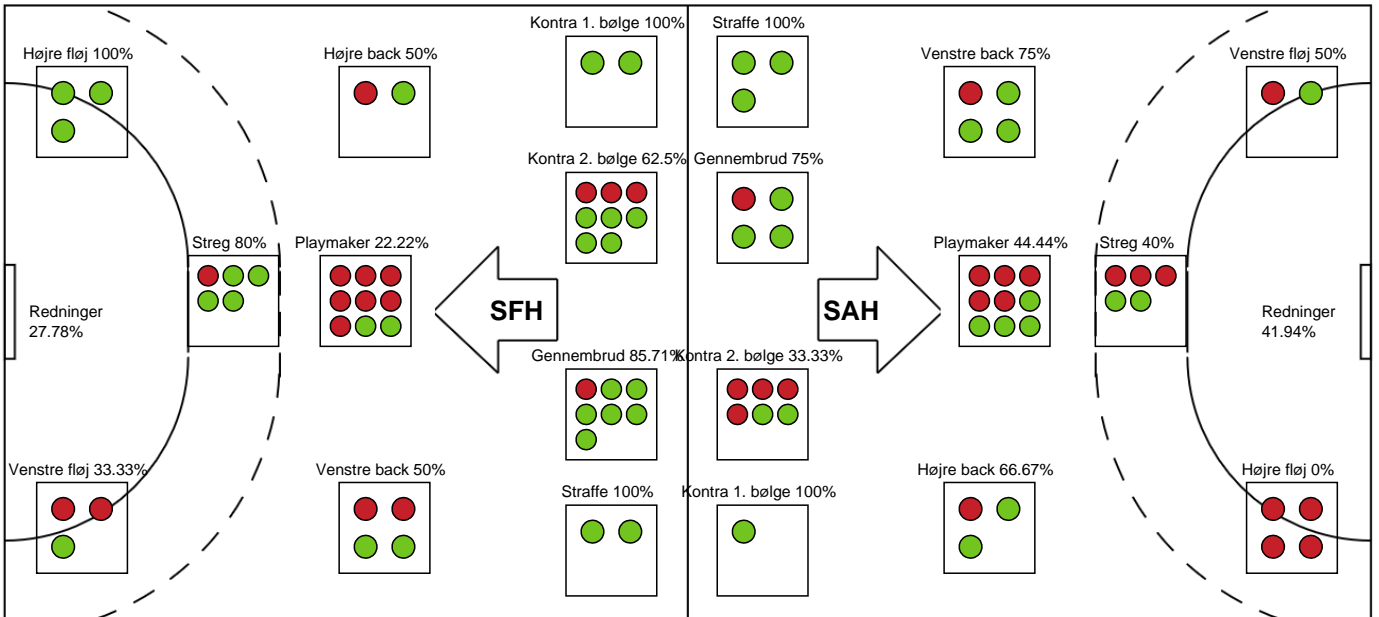 Kontra 1. bølge 100%
Straffe 100%
Højre fløj 100%
Højre back 50%
Venstre back 75%
Venstre fløj 50%
Kontra 2. bølge 62.5%
Gennembrud 75%
Streg 80%
Playmaker 22.22%
Playmaker 44.44%
Streg 40%
SFH
SAH
Redninger
27.78%
Redninger
41.94%
Gennembrud 85.71%
Kontra 2. bølge 33.33%
Venstre fløj 33.33%
Venstre back 50%
Højre back 66.67%
Højre fløj 0%
Straffe 100%
Kontra 1. bølge 100%